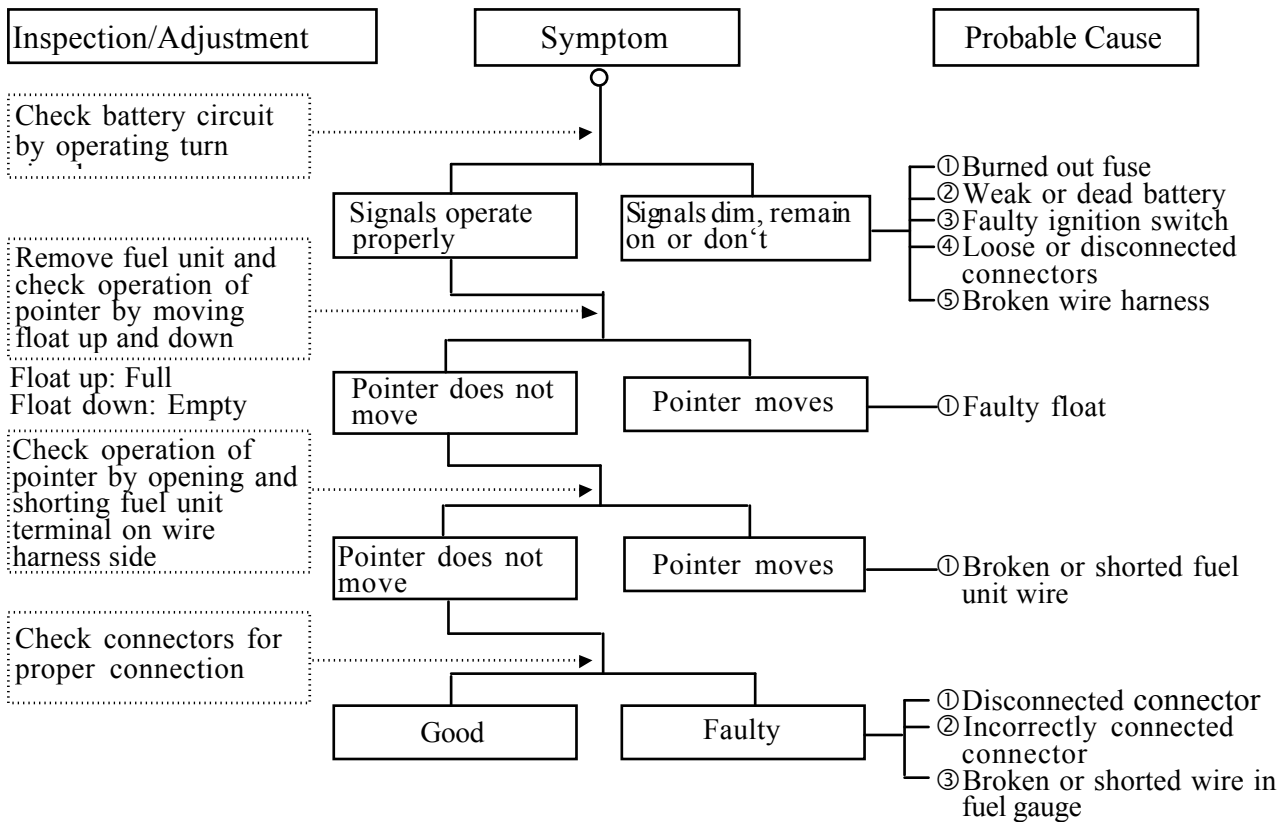 Inspection/Adjustment
Symptom
Probable Cause
Check battery circuit
by operating turn
Signals operate
properly
Signals dim, remain
on or don‘t
①Burned out fuse
②Weak or dead battery
③Faulty ignition switch
④Loose or disconnected
connectors
⑤Broken wire harness
Remove fuel unit and
check operation of
pointer by moving
float up and down
Float up: Full
Float down: Empty
Pointer does not
move
Pointer moves
①Faulty float
Check operation of
pointer by opening and
shorting fuel unit
terminal on wire
harness side
Pointer does not
move
Pointer moves
①Broken or shorted fuel
unit wire
Check connectors for
proper connection
Good
Faulty
①Disconnected connector
②Incorrectly connected
connector
③Broken or shorted wire in
fuel gauge